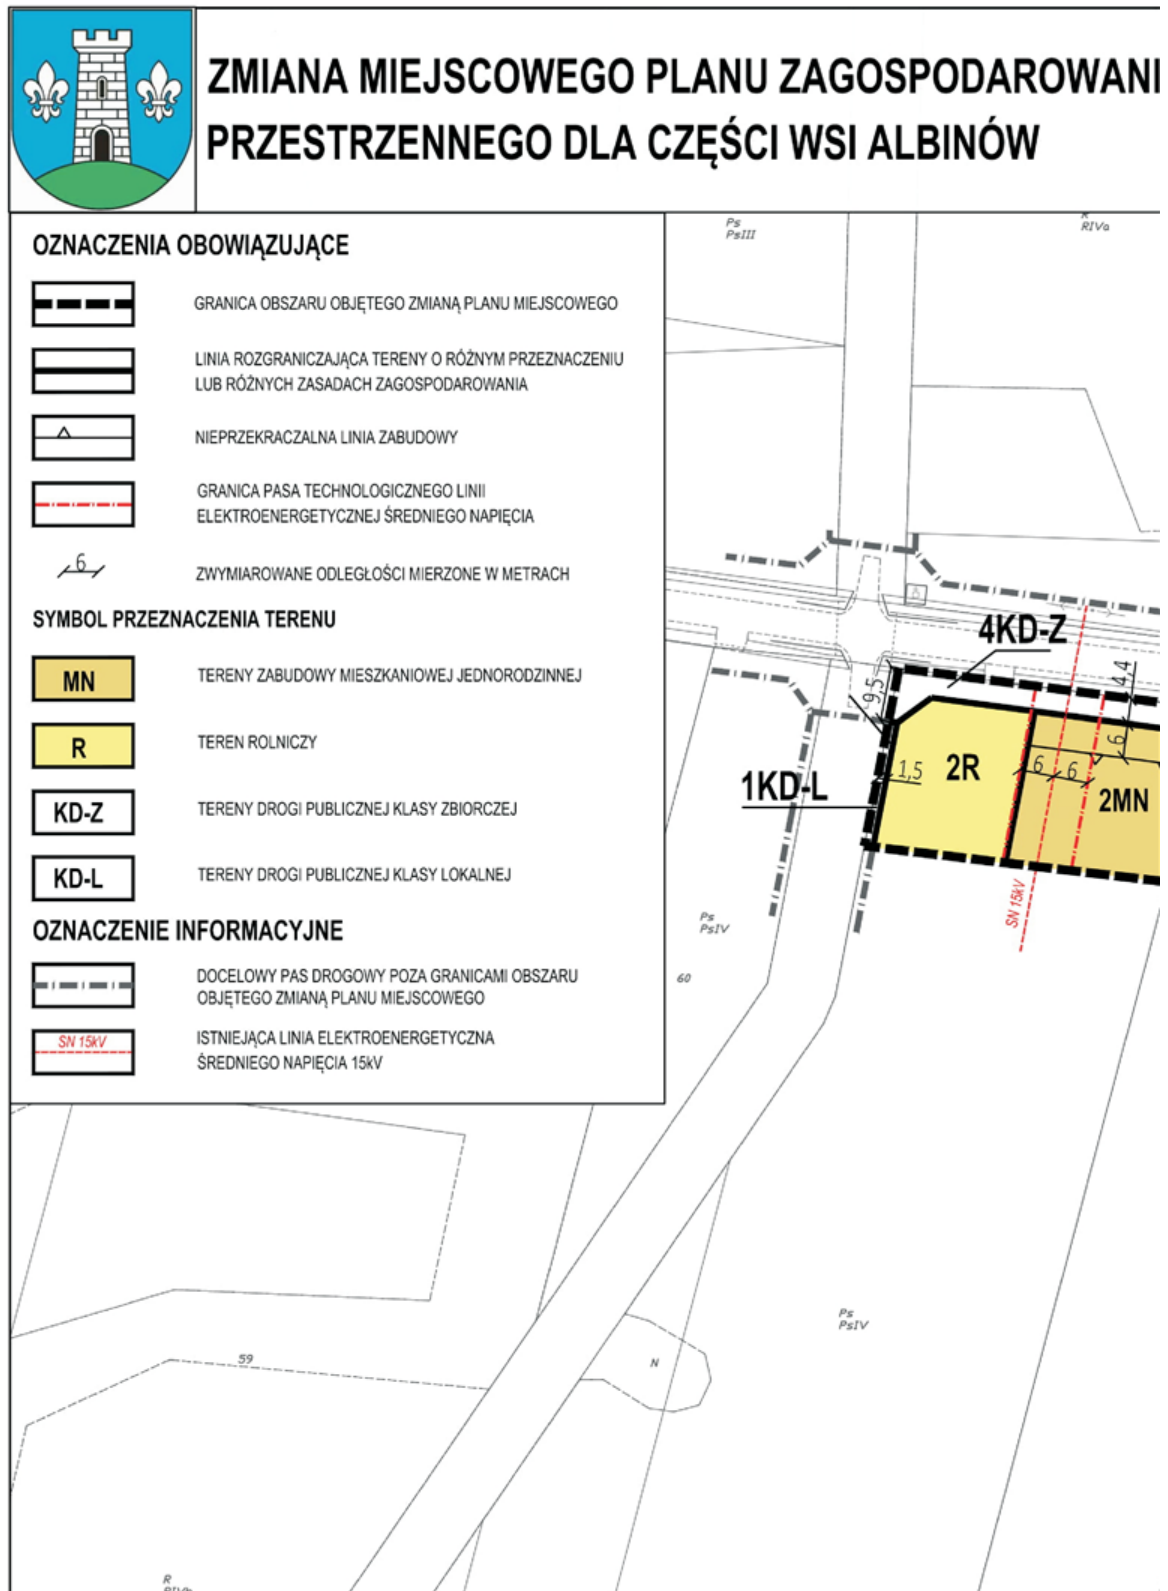 ZMIANA MIEJSCOWEGO PLANU ZAGOSPODAROWANI
PRZESTRZENNEGO DLA CZĘŚCI WSI ALBINÓW
OZNACZENIA OBOWIĄZUJĄCE
GRANICA OBSZARU OBJĘTEGO ZMIANĄ PLANU MIEJSCOWEGO
LINIA ROZGRANICZAJĄCA TERENY O RÓŻNYM PRZEZNACZENIU
LUB RÓŻNYCH ZASADACH ZAGOSPODAROWANIA
NIEPRZEKRACZALNA LINIA ZABUDOWY
GRANICA PASA TECHNOLOGICZNEGO LINII
ELEKTROENERGETYCZNEJ ŚREDNIEGO NAPIĘCIA
6
ZWYMIAROWANE ODLEGŁOŚCI MIERZONE W METRACH
SYMBOL PRZEZNACZENIA TERENU
MN
TERENY ZABUDOWY MIESZKANIOWEJ JEDNORODZINNEJ
R
TEREN ROLNICZY
KD-Z
TERENY DROGI PUBLICZNEJ KLASY ZBIORCZEJ
KD-L
TERENY DROGI PUBLICZNEJ KLASY LOKALNEJ
OZNACZENIE INFORMACYJNE
DOCELOWY PAS DROGOWY POZA GRANICAMI OBSZARU
OBJĘTEGO ZMIANĄ PLANU MIEJSCOWEGO
SN 15kV
ISTNIEJĄCA LINIA ELEKTROENERGETYCZNA
ŚREDNIEGO NAPIĘCIA 15kV
Ps
PsIII
R
RIVa
4KD-Z
9,5
4,4
6
1,5
2R
6
6
1KD-L
2MN
SN 15kV
Ps
PsIV
60
Ps
PsIV
59
N
R
RIVb